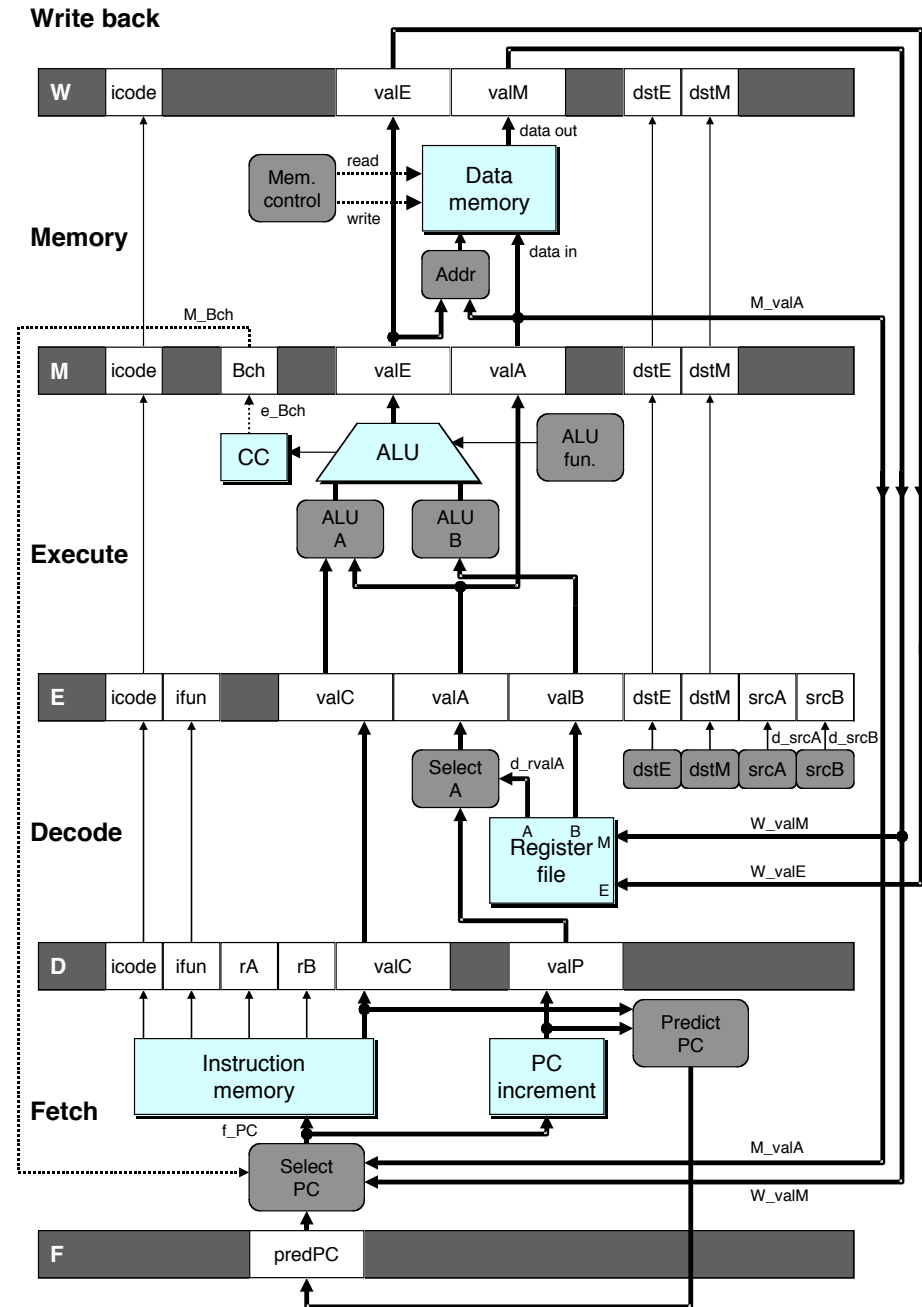 Write back
W icode valE valM dstE dstM
data out
read
Mem.
control
Data
memory
write
Memory
data in
Addr
M_valA
M_Bch
M icode Bch valE valA dstE dstM
e_Bch
CC
ALU
ALU
fun.
ALU
A
ALU
B
Execute
E icode ifun valC valA valB dstE dstM srcA srcB
d_srcA d_srcB
Select
A
d_rvalA
dstE dstM srcA srcB
Decode
A B
Register
file
M
E
W_valM
W_valE
D icode ifun rA rB valC valP
Predict
PC
Instruction
memory
PC
increment
Fetch
f_PC
Select
PC
M_valA
W_valM
F predPC